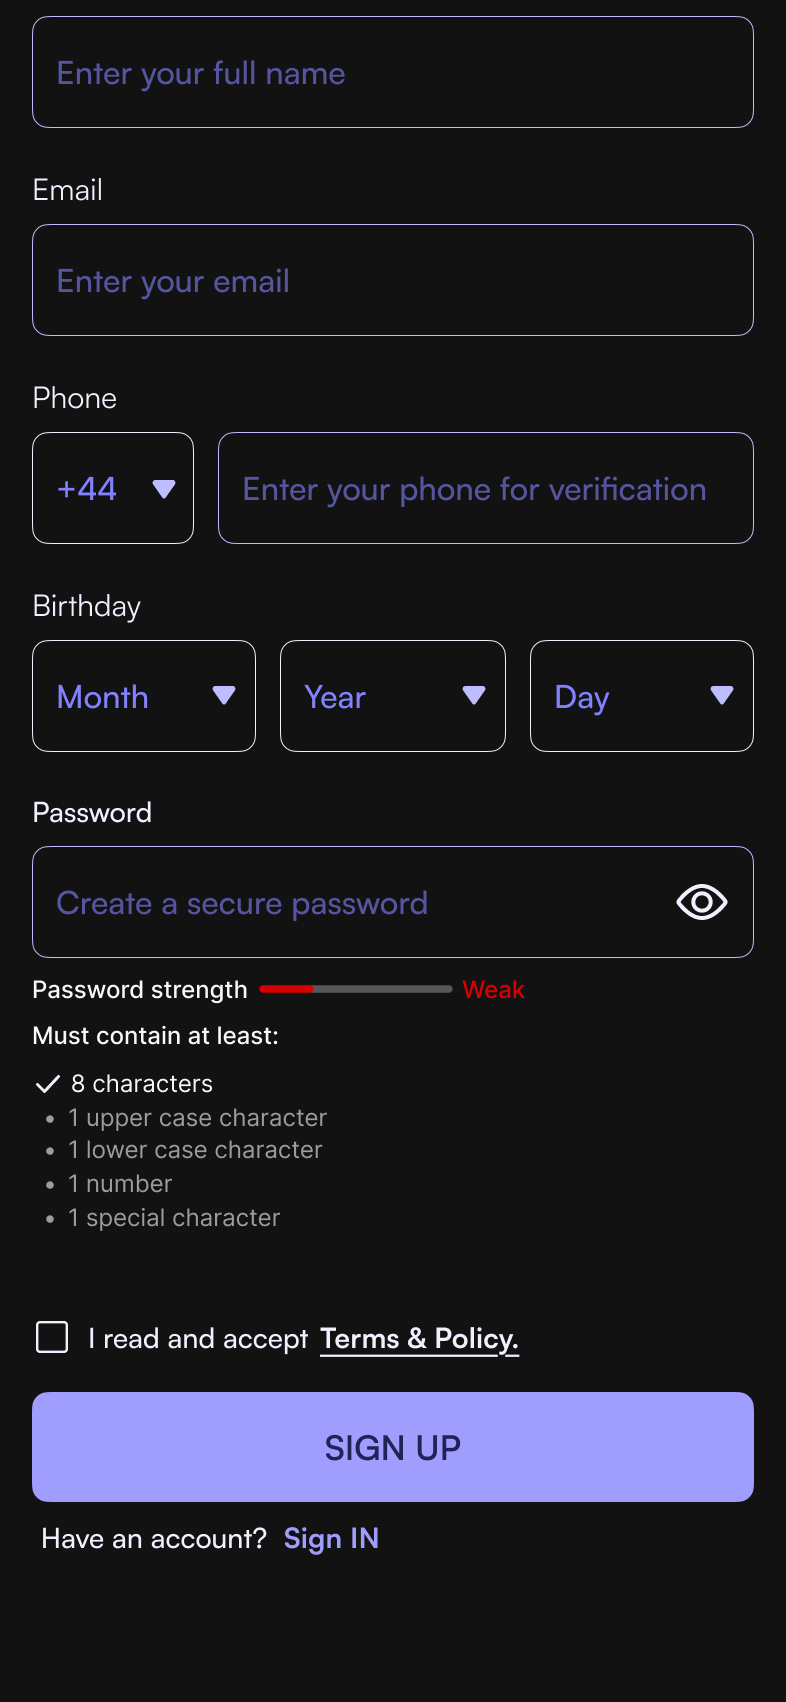 Enter your full name
Email
Enter your email
Phone
+44 Enter your phone for verification
Birthday
Month Year Day
Password
Create a secure password
Password strength Weak
Must contain at least:
8 characters
• 1 upper case character
• 1 lower case character
• 1 number
• 1 special character
I read and accept Terms & Policy.
SIGN UP
Have an account? Sign IN